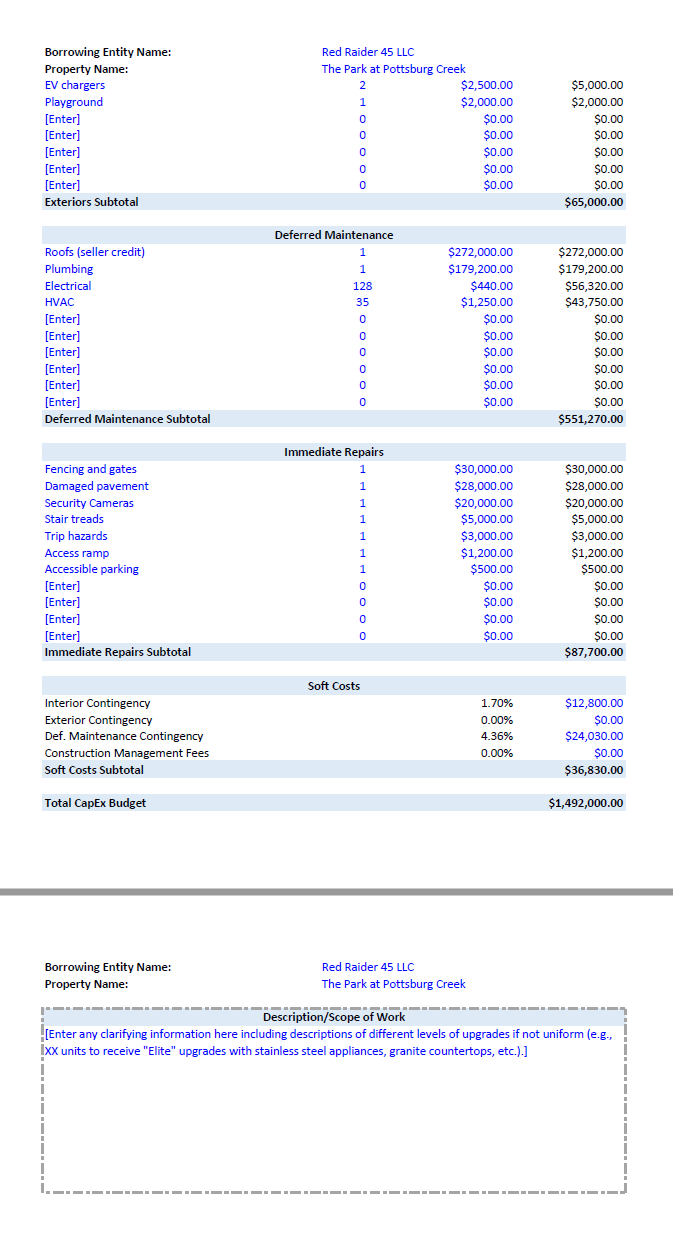 Borrowing Entity Name: Red Raider 45 LLC
Property Name: The Park at Pottsburg Creek
EV chargers 2 $2,500.00 $5,000.00
Playground 1 $2,000.00 $2,000.00
[Enter] 0 $0.00 $0.00
[Enter] 0 $0.00 $0.00
[Enter] 0 $0.00 $0.00
[Enter] 0 $0.00 $0.00
[Enter] 0 $0.00 $0.00
Exteriors Subtotal $65,000.00
Deferred Maintenance
Roofs (seller credit) 1 $272,000.00 $272,000.00
Plumbing 1 $179,200.00 $179,200.00
Electrical 128 $440.00 $56,320.00
HVAC 35 $1,250.00 $43,750.00
[Enter] 0 $0.00 $0.00
[Enter] 0 $0.00 $0.00
[Enter] 0 $0.00 $0.00
[Enter] 0 $0.00 $0.00
[Enter] 0 $0.00 $0.00
[Enter] 0 $0.00 $0.00
Deferred Maintenance Subtotal $551,270.00
Immediate Repairs
Fencing and gates 1 $30,000.00 $30,000.00
Damaged pavement 1 $28,000.00 $28,000.00
Security Cameras 1 $20,000.00 $20,000.00
Stair treads 1 $5,000.00 $5,000.00
Trip hazards 1 $3,000.00 $3,000.00
Access ramp 1 $1,200.00 $1,200.00
Accessible parking 1 $500.00 $500.00
[Enter] 0 $0.00 $0.00
[Enter] 0 $0.00 $0.00
[Enter] 0 $0.00 $0.00
[Enter] 0 $0.00 $0.00
Immediate Repairs Subtotal $87,700.00
Soft Costs
Interior Contingency 1.70% $12,800.00
Exterior Contingency 0.00% $0.00
Def. Maintenance Contingency 4.36% $24,030.00
Construction Management Fees 0.00% $0.00
Soft Costs Subtotal $36,830.00
Total CapEx Budget $1,492,000.00
Borrowing Entity Name: Red Raider 45 LLC
Property Name: The Park at Pottsburg Creek
Description/Scope of Work
[Enter any clarifying information here including descriptions of different levels of upgrades if not uniform (e.g.,
XX units to receive "Elite" upgrades with stainless steel appliances, granite countertops, etc.).]